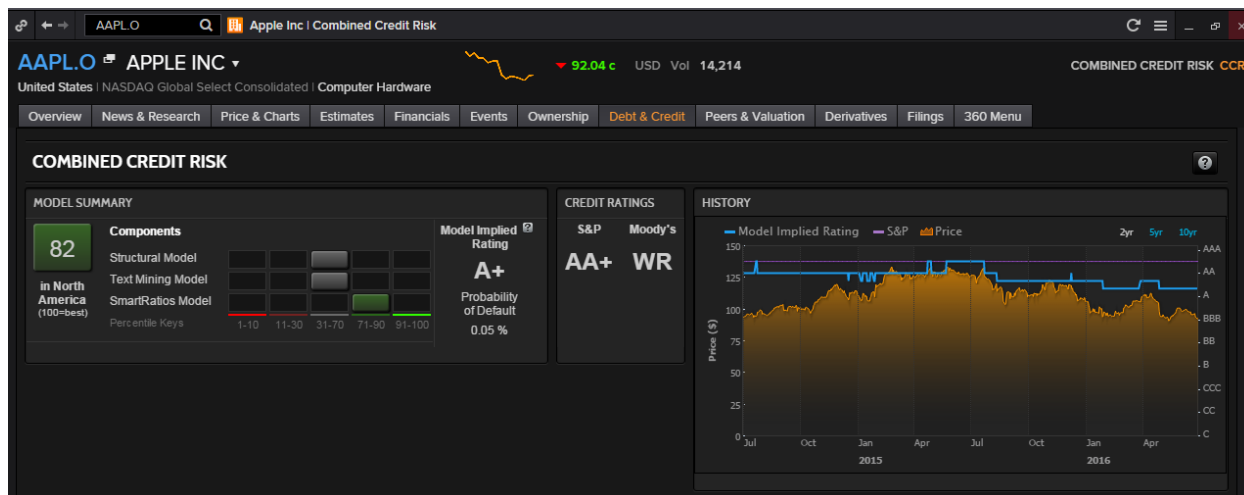 AAPL.O Apple Inc | Combined Credit Risk
AAPL.O APPLE INC 92.04 c USD Vol 14,214 COMBINED CREDIT RISK CCR
United States | NASDAQ Global Select Consolidated | Computer Hardware
Overview News & Research Price & Charts Estimates Financials Events Ownership Debt & Credit Peers & Valuation Derivatives Filings 360 Menu
COMBINED CREDIT RISK ?
MODEL SUMMARY
82
in North
America
(100=best)
Components
Structural Model
Text Mining Model
SmartRatios Model
Percentile Keys 1-10 11-30 31-70 71-90 91-100
Model Implied ?
Rating
A+
Probability
of Default
0.05 %
CREDIT RATINGS
S&P Moody's
AA+ WR
HISTORY
Model Implied Rating S&P Price 2yr 5yr 10yr
Price ($)
150
125
100
75
50
25
0
AAA
AA
A
BBB
BB
B
CCC
CC
C
Jul Oct Jan Apr Jul Oct Jan Apr
2015 2016